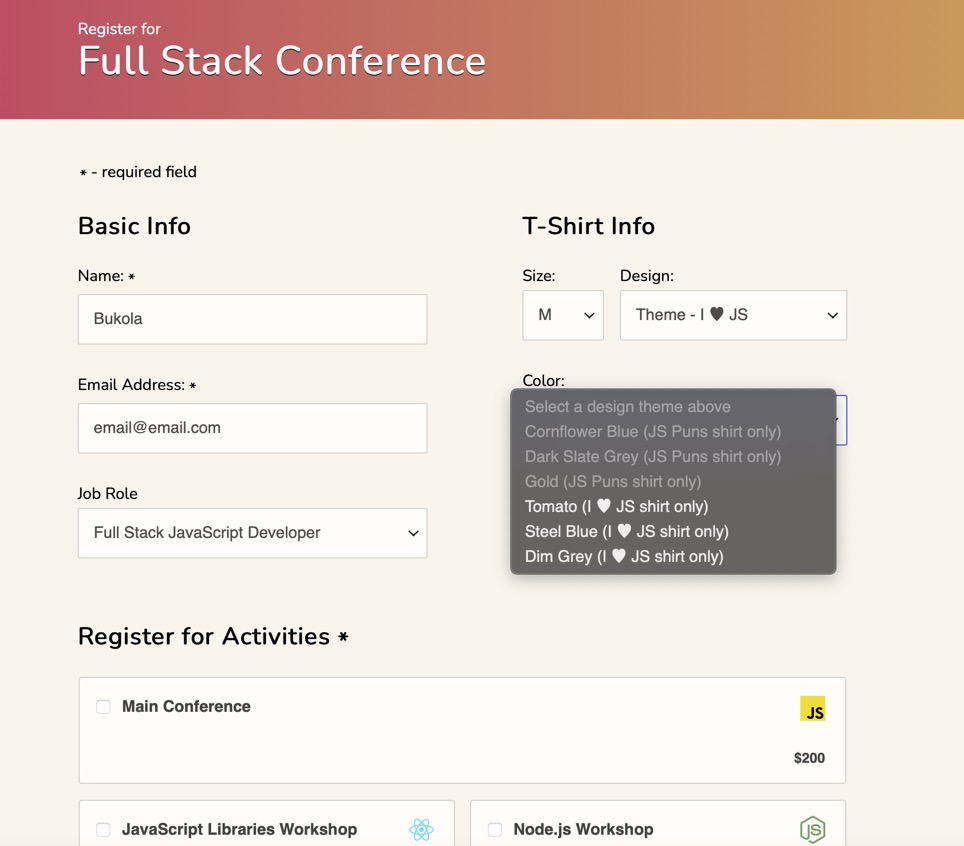 Register for
Full Stack Conference
* - required field
Basic Info
Name: *
Bukola
Email Address: *
email@email.com
Job Role
Full Stack JavaScript Developer
T-Shirt Info
Size:
M
Design:
Theme - I ♥ JS
Color:
Select a design theme above
Cornflower Blue (JS Puns shirt only)
Dark Slate Grey (JS Puns shirt only)
Gold (JS Puns shirt only)
Tomato (I ♥ JS shirt only)
Steel Blue (I ♥ JS shirt only)
Dim Grey (I ♥ JS shirt only)
Register for Activities *
Main Conference
JS
$200
JavaScript Libraries Workshop
Node.js Workshop
JS